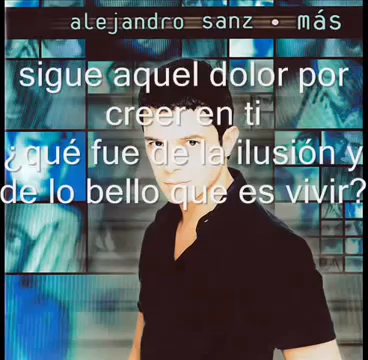 alejandro sanz • más
sigue aquel dolor por
creer en ti
¿qué fue de la ilusión y
de lo bello que es vivir?